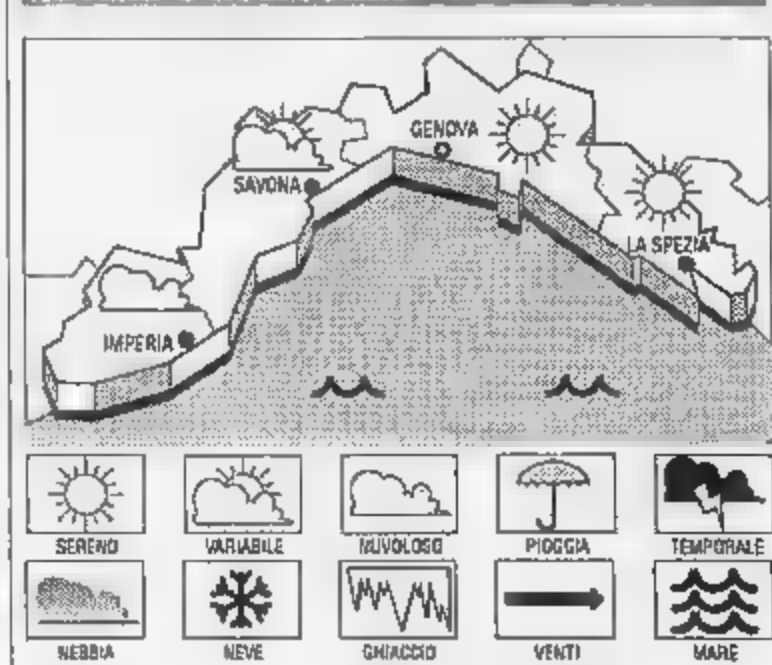 GENOVA
SAVONA
LA SPEZIA
IMPERIA
SERENO VARIABILE NUVOLOSO PIOGGIA TEMPORALE
NEBBIA NEVE GHIACCIO VENTI MARE